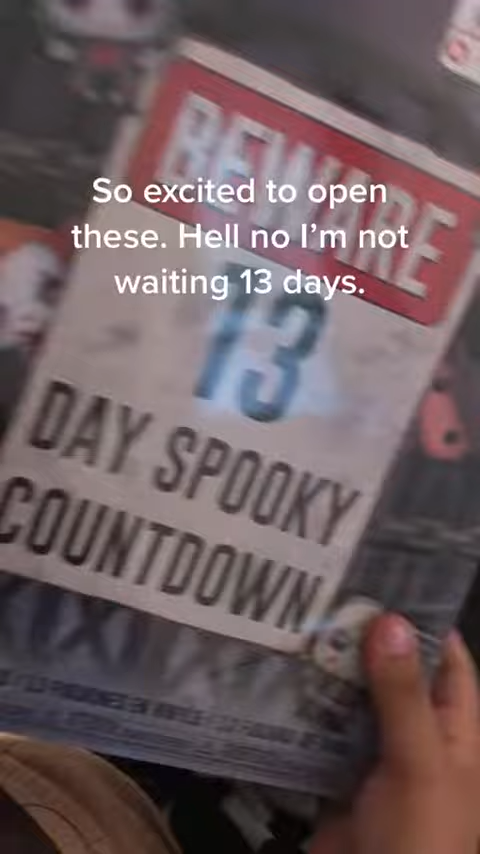 So excited to open
these. Hell no I’m not
waiting 13 days.
BEWARE
13
DAY SPOOKY
COUNTDOWN